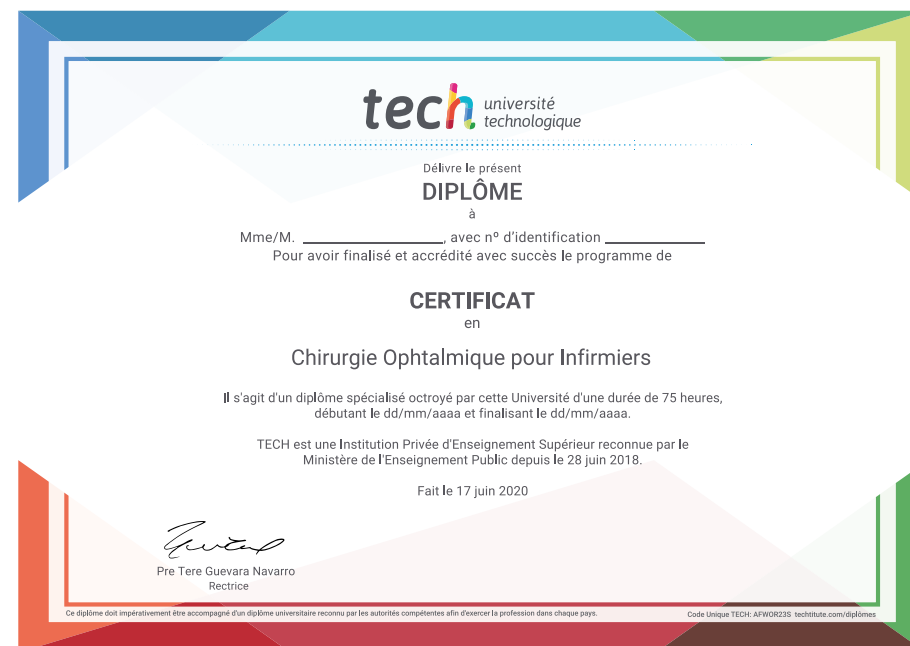 tech université
technologique
Délivre le présent
DIPLÔME
à
Mme/M. ____________________, avec nº d'identification ______________
Pour avoir finalisé et accrédité avec succès le programme de
CERTIFICAT
en
Chirurgie Ophtalmique pour Infirmiers
Il s'agit d'un diplôme spécialisé octroyé par cette Université d'une durée de 75 heures,
débutant le dd/mm/aaaa et finalisant le dd/mm/aaaa.
TECH est une Institution Privée d'Enseignement Supérieur reconnue par le
Ministère de l'Enseignement Public depuis le 28 juin 2018.
Fait le 17 juin 2020
Pre Tere Guevara Navarro
Rectrice
Ce diplôme doit impérativement être accompagné d'un diplôme universitaire reconnu par les autorités compétentes afin d'exercer la profession dans chaque pays.
Code Unique TECH: AFWOR23S techtitute.com/diplômes